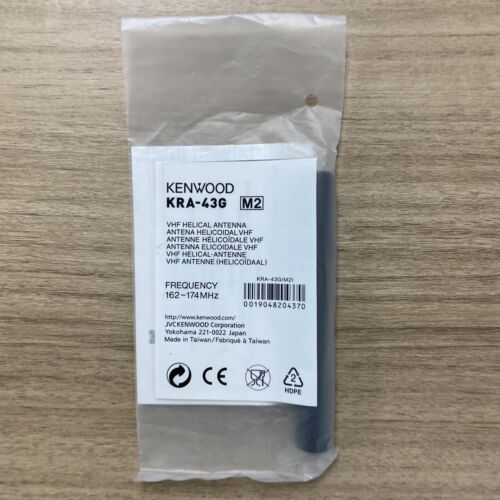 KENWOOD
KRA-43G M2
VHF HELICAL ANTENNA
ANTENA HELICOIDAL VHF
ANTENNE HÉLICOÏDALE VHF
ANTENNA ELICOIDALE VHF
VHF HELICAL-ANTENNE
VHF ANTENNE (HELICOÏDAAL)
FREQUENCY
162–174MHz
KRA-43G(M2)
0019048204370
http://www.kenwood.com/
JVCKENWOOD Corporation
Yokohama 221-0022 Japan
Made in Taiwan/Fabriqué à Taïwan
CE
2
HDPE